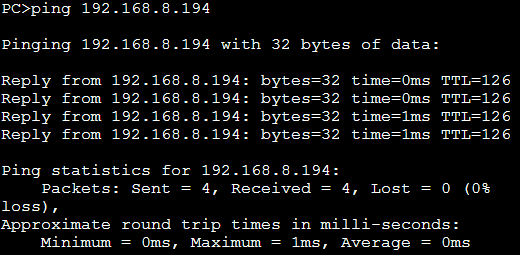 PC>ping 192.168.8.194
Pinging 192.168.8.194 with 32 bytes of data:
Reply from 192.168.8.194: bytes=32 time=0ms TTL=126
Reply from 192.168.8.194: bytes=32 time=0ms TTL=126
Reply from 192.168.8.194: bytes=32 time=1ms TTL=126
Reply from 192.168.8.194: bytes=32 time=1ms TTL=126
Ping statistics for 192.168.8.194:
    Packets: Sent = 4, Received = 4, Lost = 0 (0%
loss),
Approximate round trip times in milli-seconds:
    Minimum = 0ms, Maximum = 1ms, Average = 0ms